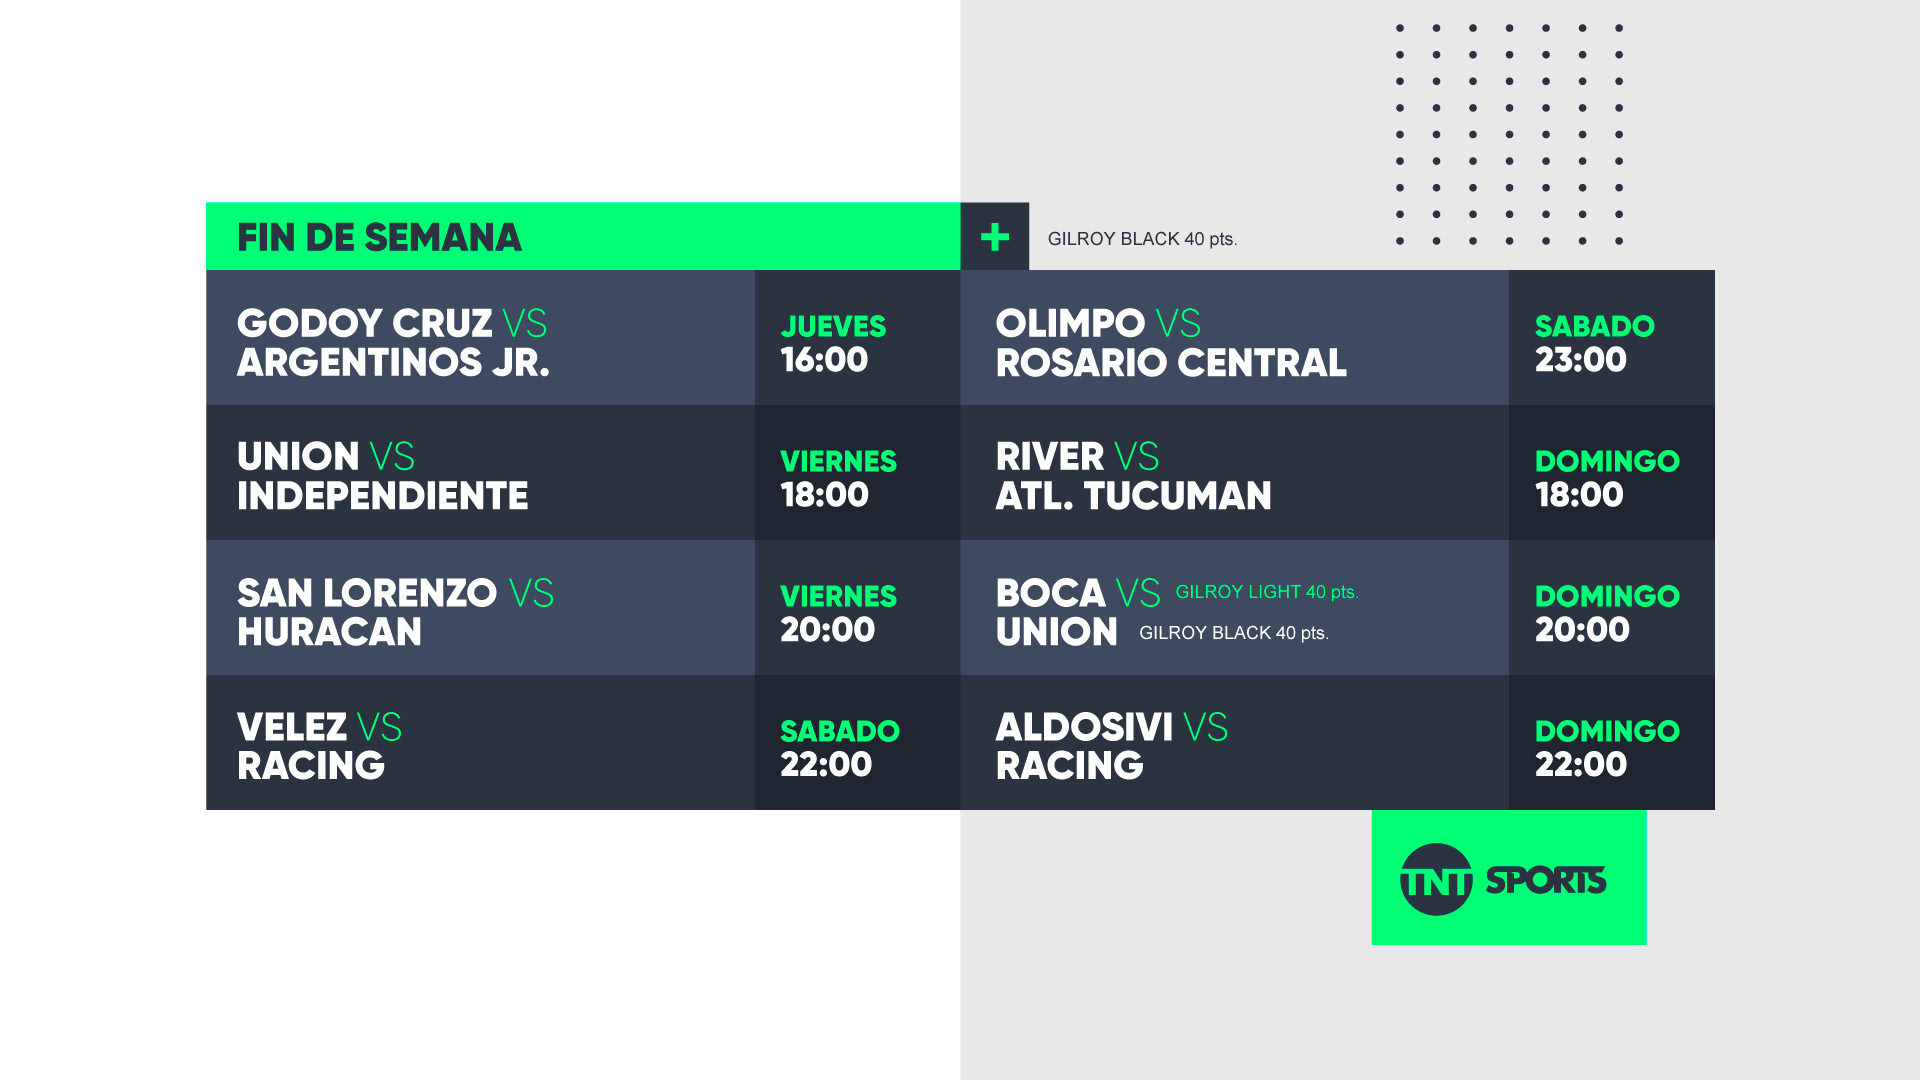 FIN DE SEMANA
+
GILROY BLACK 40 pts.
GODOY CRUZ VS
ARGENTINOS JR.
JUEVES
16:00
UNION VS
INDEPENDIENTE
VIERNES
18:00
SAN LORENZO VS
HURACAN
VIERNES
20:00
VELEZ VS
RACING
SABADO
22:00
OLIMPO VS
ROSARIO CENTRAL
SABADO
23:00
RIVER VS
ATL. TUCUMAN
DOMINGO
18:00
BOCA VS GILROY LIGHT 40 pts.
UNION GILROY BLACK 40 pts.
DOMINGO
20:00
ALDOSIVI VS
RACING
DOMINGO
22:00
TNT SPORTS